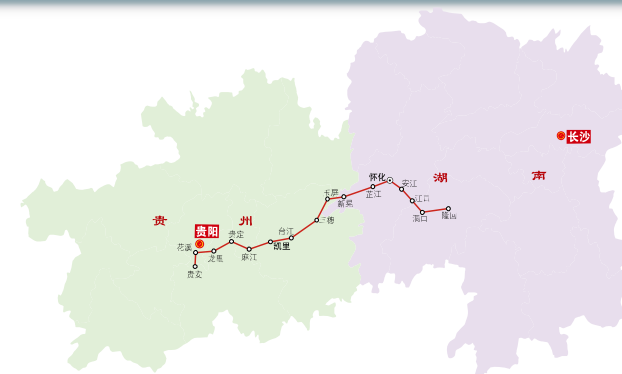 长沙
怀化
湖
南
安江
芷江
江口
玉屏
新晃
洞口
隆回
三穗
贵
州
贵阳
台江
贵定
花溪
凯里
龙里
麻江
贵安